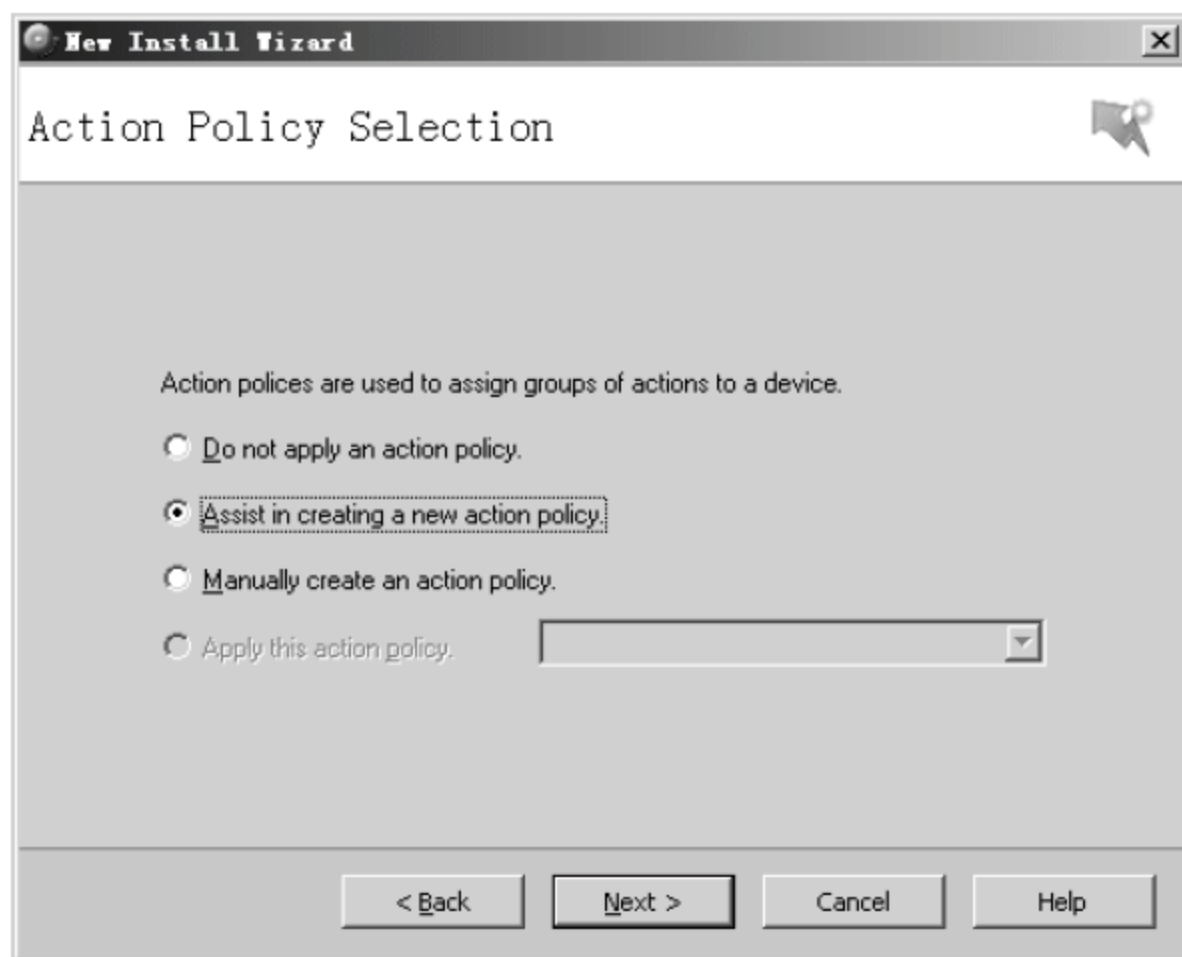 New Install Wizard
Action Policy Selection
Action polices are used to assign groups of actions to a device.
Do not apply an action policy.
Assist in creating a new action policy.
Manually create an action policy.
Apply this action policy.
< Back Next > Cancel Help